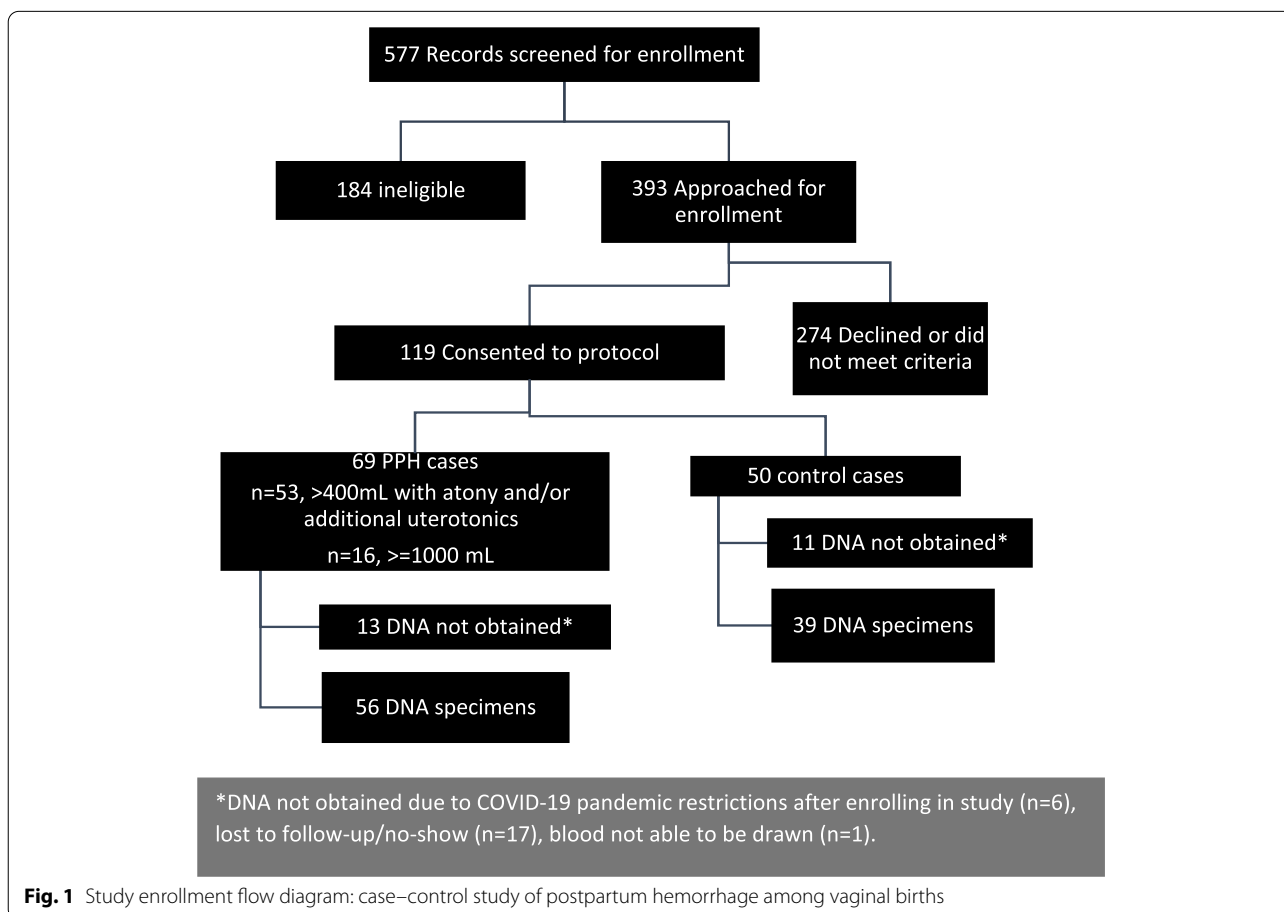 577 Records screened for enrollment
184 ineligible
393 Approached for
enrollment
274 Declined or did
not meet criteria
119 Consented to protocol
69 PPH cases
n=53, >400mL with atony and/or
additional uterotonics
n=16, >=1000 mL
50 control cases
11 DNA not obtained*
39 DNA specimens
13 DNA not obtained*
56 DNA specimens
*DNA not obtained due to COVID-19 pandemic restrictions after enrolling in study (n=6),
lost to follow-up/no-show (n=17), blood not able to be drawn (n=1).
Fig. 1 Study enrollment flow diagram: case–control study of postpartum hemorrhage among vaginal births